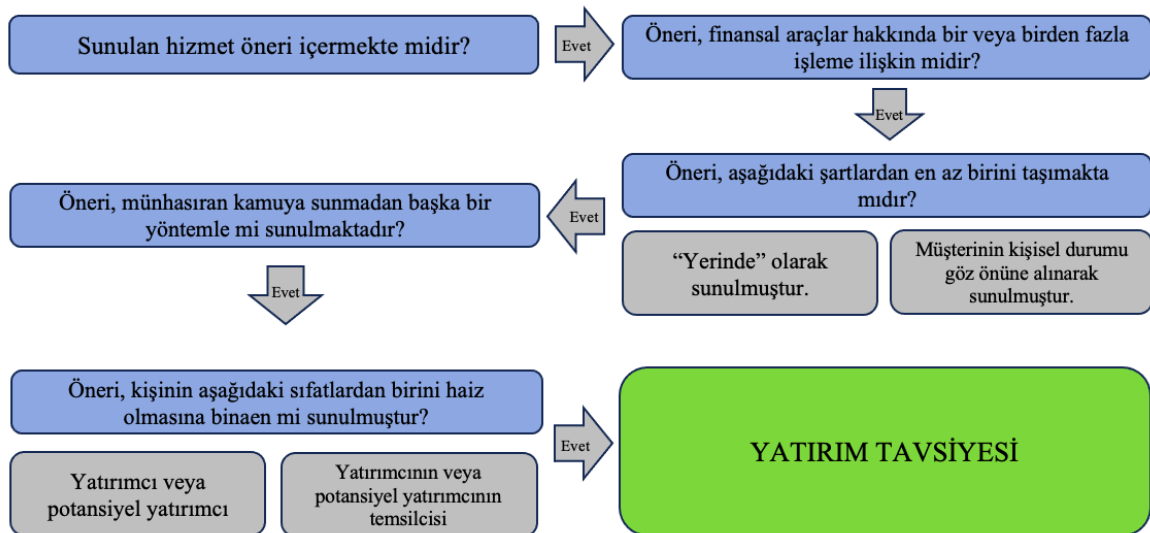 Sunulan hizmet öneri içermekte midir?
Evet
Öneri, finansal araçlar hakkında bir veya birden fazla
işleme ilişkin midir?
Evet
Öneri, aşağıdaki şartlardan en az birini taşımakta
mıdır?
“Yerinde” olarak
sunulmuştur.
Müşterinin kişisel durumu
göz önüne alınarak
sunulmuştur.
Evet
Öneri, münhasıran kamuya sunmadan başka bir
yöntemle mi sunulmaktadır?
Evet
Öneri, kişinin aşağıdaki sıfatlardan birini haiz
olmasına binaen mi sunulmuştur?
Yatırımcı veya
potansiyel yatırımcı
Yatırımcının veya
potansiyel yatırımcının
temsilcisi
Evet
YATIRIM TAVSİYESİ